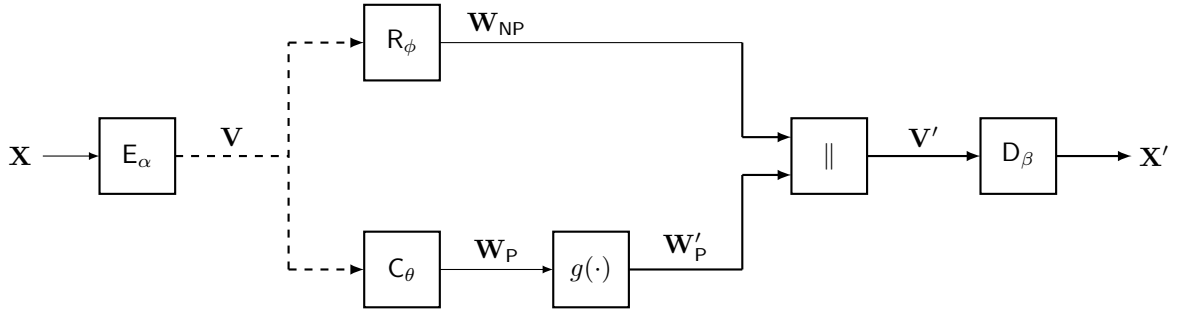 R_ϕ
𝐖_NP
𝐗
E_α
𝐕
∥
𝐕′
D_β
𝐗′
C_θ
𝐖_P
g(·)
𝐖′_P